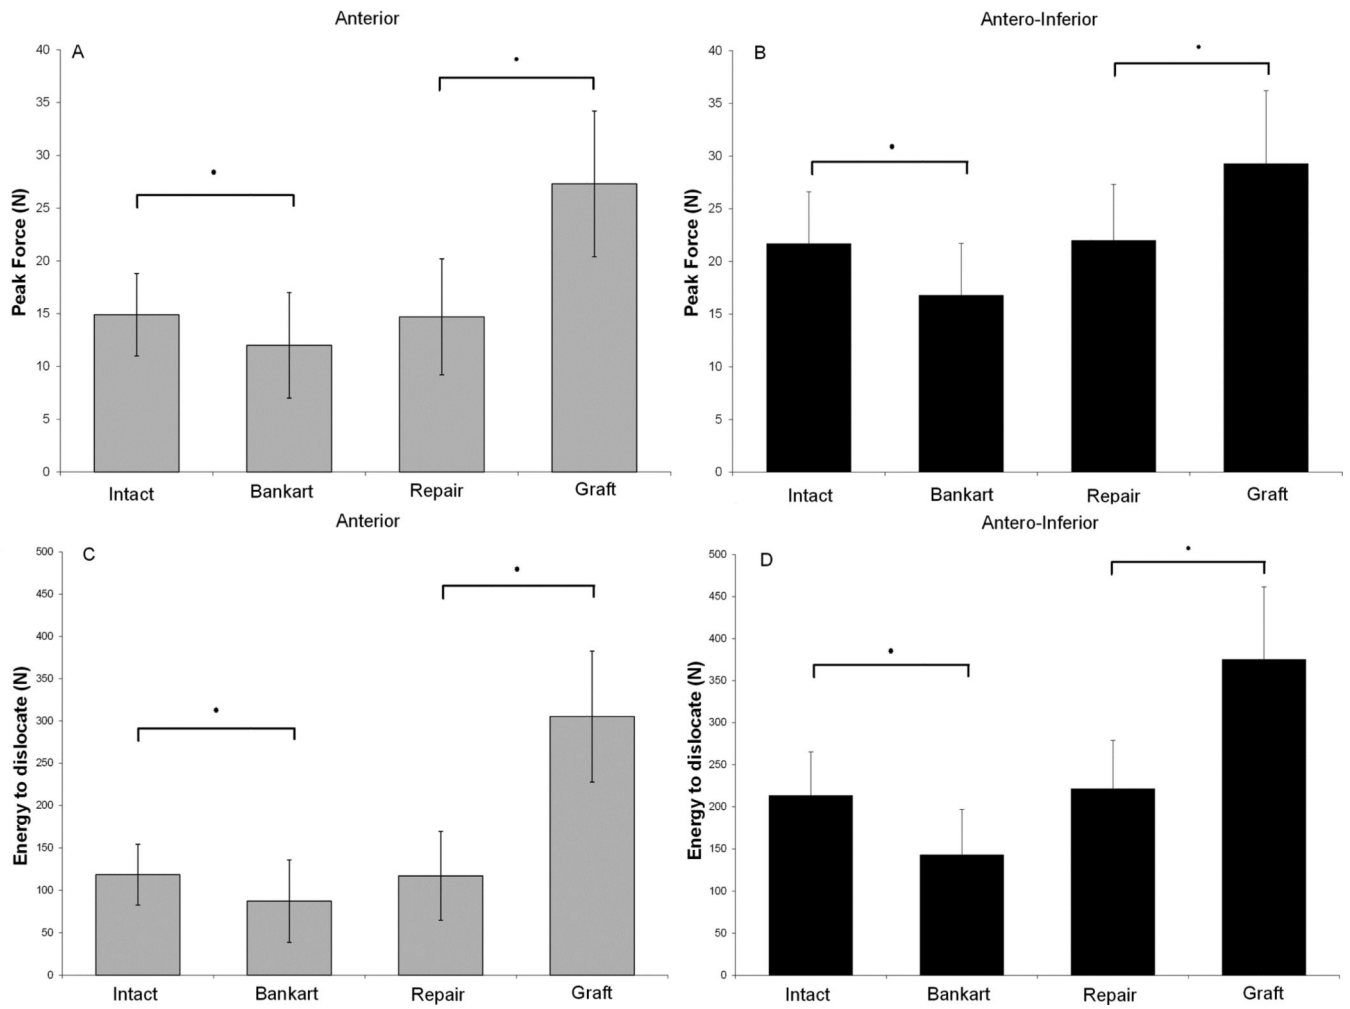 Anterior
A
Peak Force (N)
40
35
30
25
20
15
10
5
0
Intact Bankart Repair Graft
Antero-Inferior
B
Peak Force (N)
40
35
30
25
20
15
10
5
0
Intact Bankart Repair Graft
Anterior
C
Energy to dislocate (N)
500
450
400
350
300
250
200
150
100
50
0
Intact Bankart Repair Graft
Antero-Inferior
D
Energy to dislocate (N)
500
450
400
350
300
250
200
150
100
50
0
Intact Bankart Repair Graft